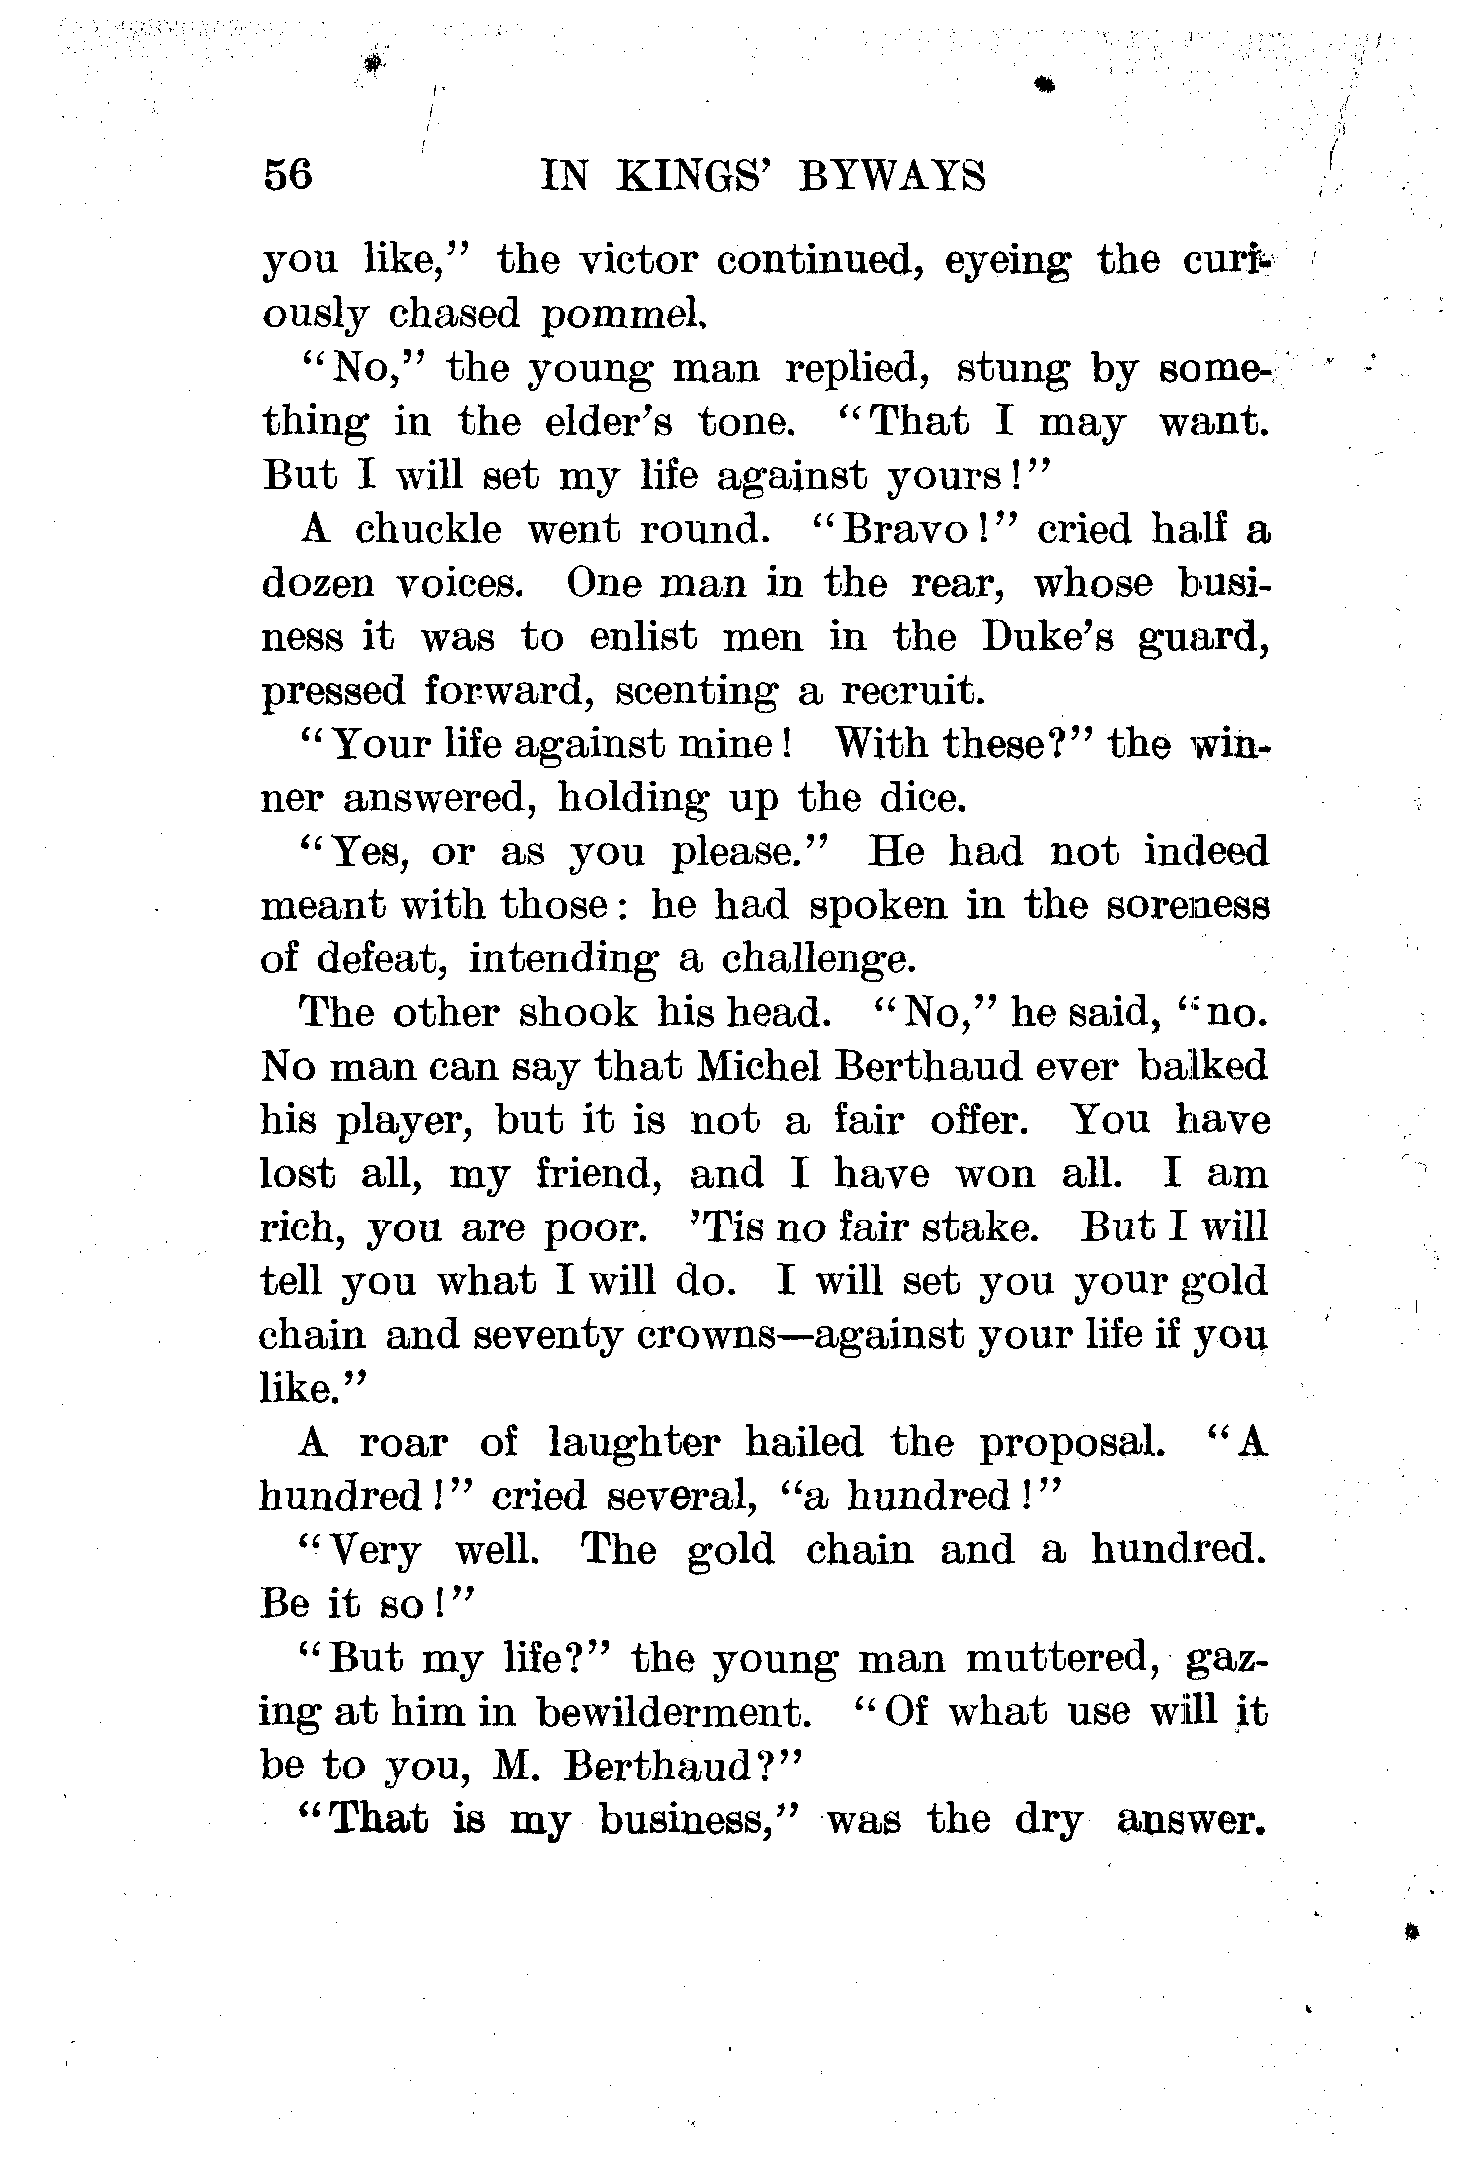 56 IN KINGS' BYWAYS
you like," the victor continued, eyeing the curi-
ously chased pommel.
"No," the young man replied, stung by some-
thing in the elder's tone. "That I may want.
But I will set my life against yours!"
A chuckle went round. "Bravo!" cried half a
dozen voices. One man in the rear, whose busi-
ness it was to enlist men in the Duke's guard,
pressed forward, scenting a recruit.
"Your life against mine! With these?" the win-
ner answered, holding up the dice.
"Yes, or as you please." He had not indeed
meant with those: he had spoken in the soreness
of defeat, intending a challenge.
The other shook his head. "No," he said, "no.
No man can say that Michel Berthaud ever balked
his player, but it is not a fair offer. You have
lost all, my friend, and I have won all. I am
rich, you are poor. 'Tis no fair stake. But I will
tell you what I will do. I will set you your gold
chain and seventy crowns—against your life if you
like."
A roar of laughter hailed the proposal. "A
hundred!" cried several, "a hundred!"
"Very well. The gold chain and a hundred.
Be it so!"
"But my life?" the young man muttered, gaz-
ing at him in bewilderment. "Of what use will it
be to you, M. Berthaud?"
"That is my business," was the dry answer.